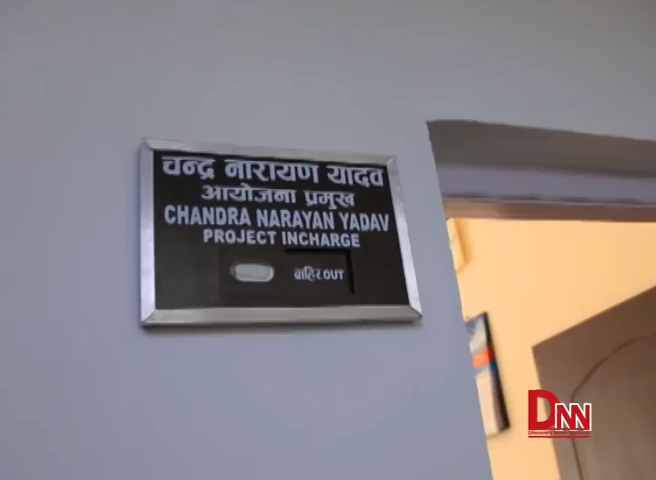 चन्द्र नारायण यादव
आयोजना प्रमुख
CHANDRA NARAYAN YADAV
PROJECT INCHARGE
बाहिर OUT
DNN